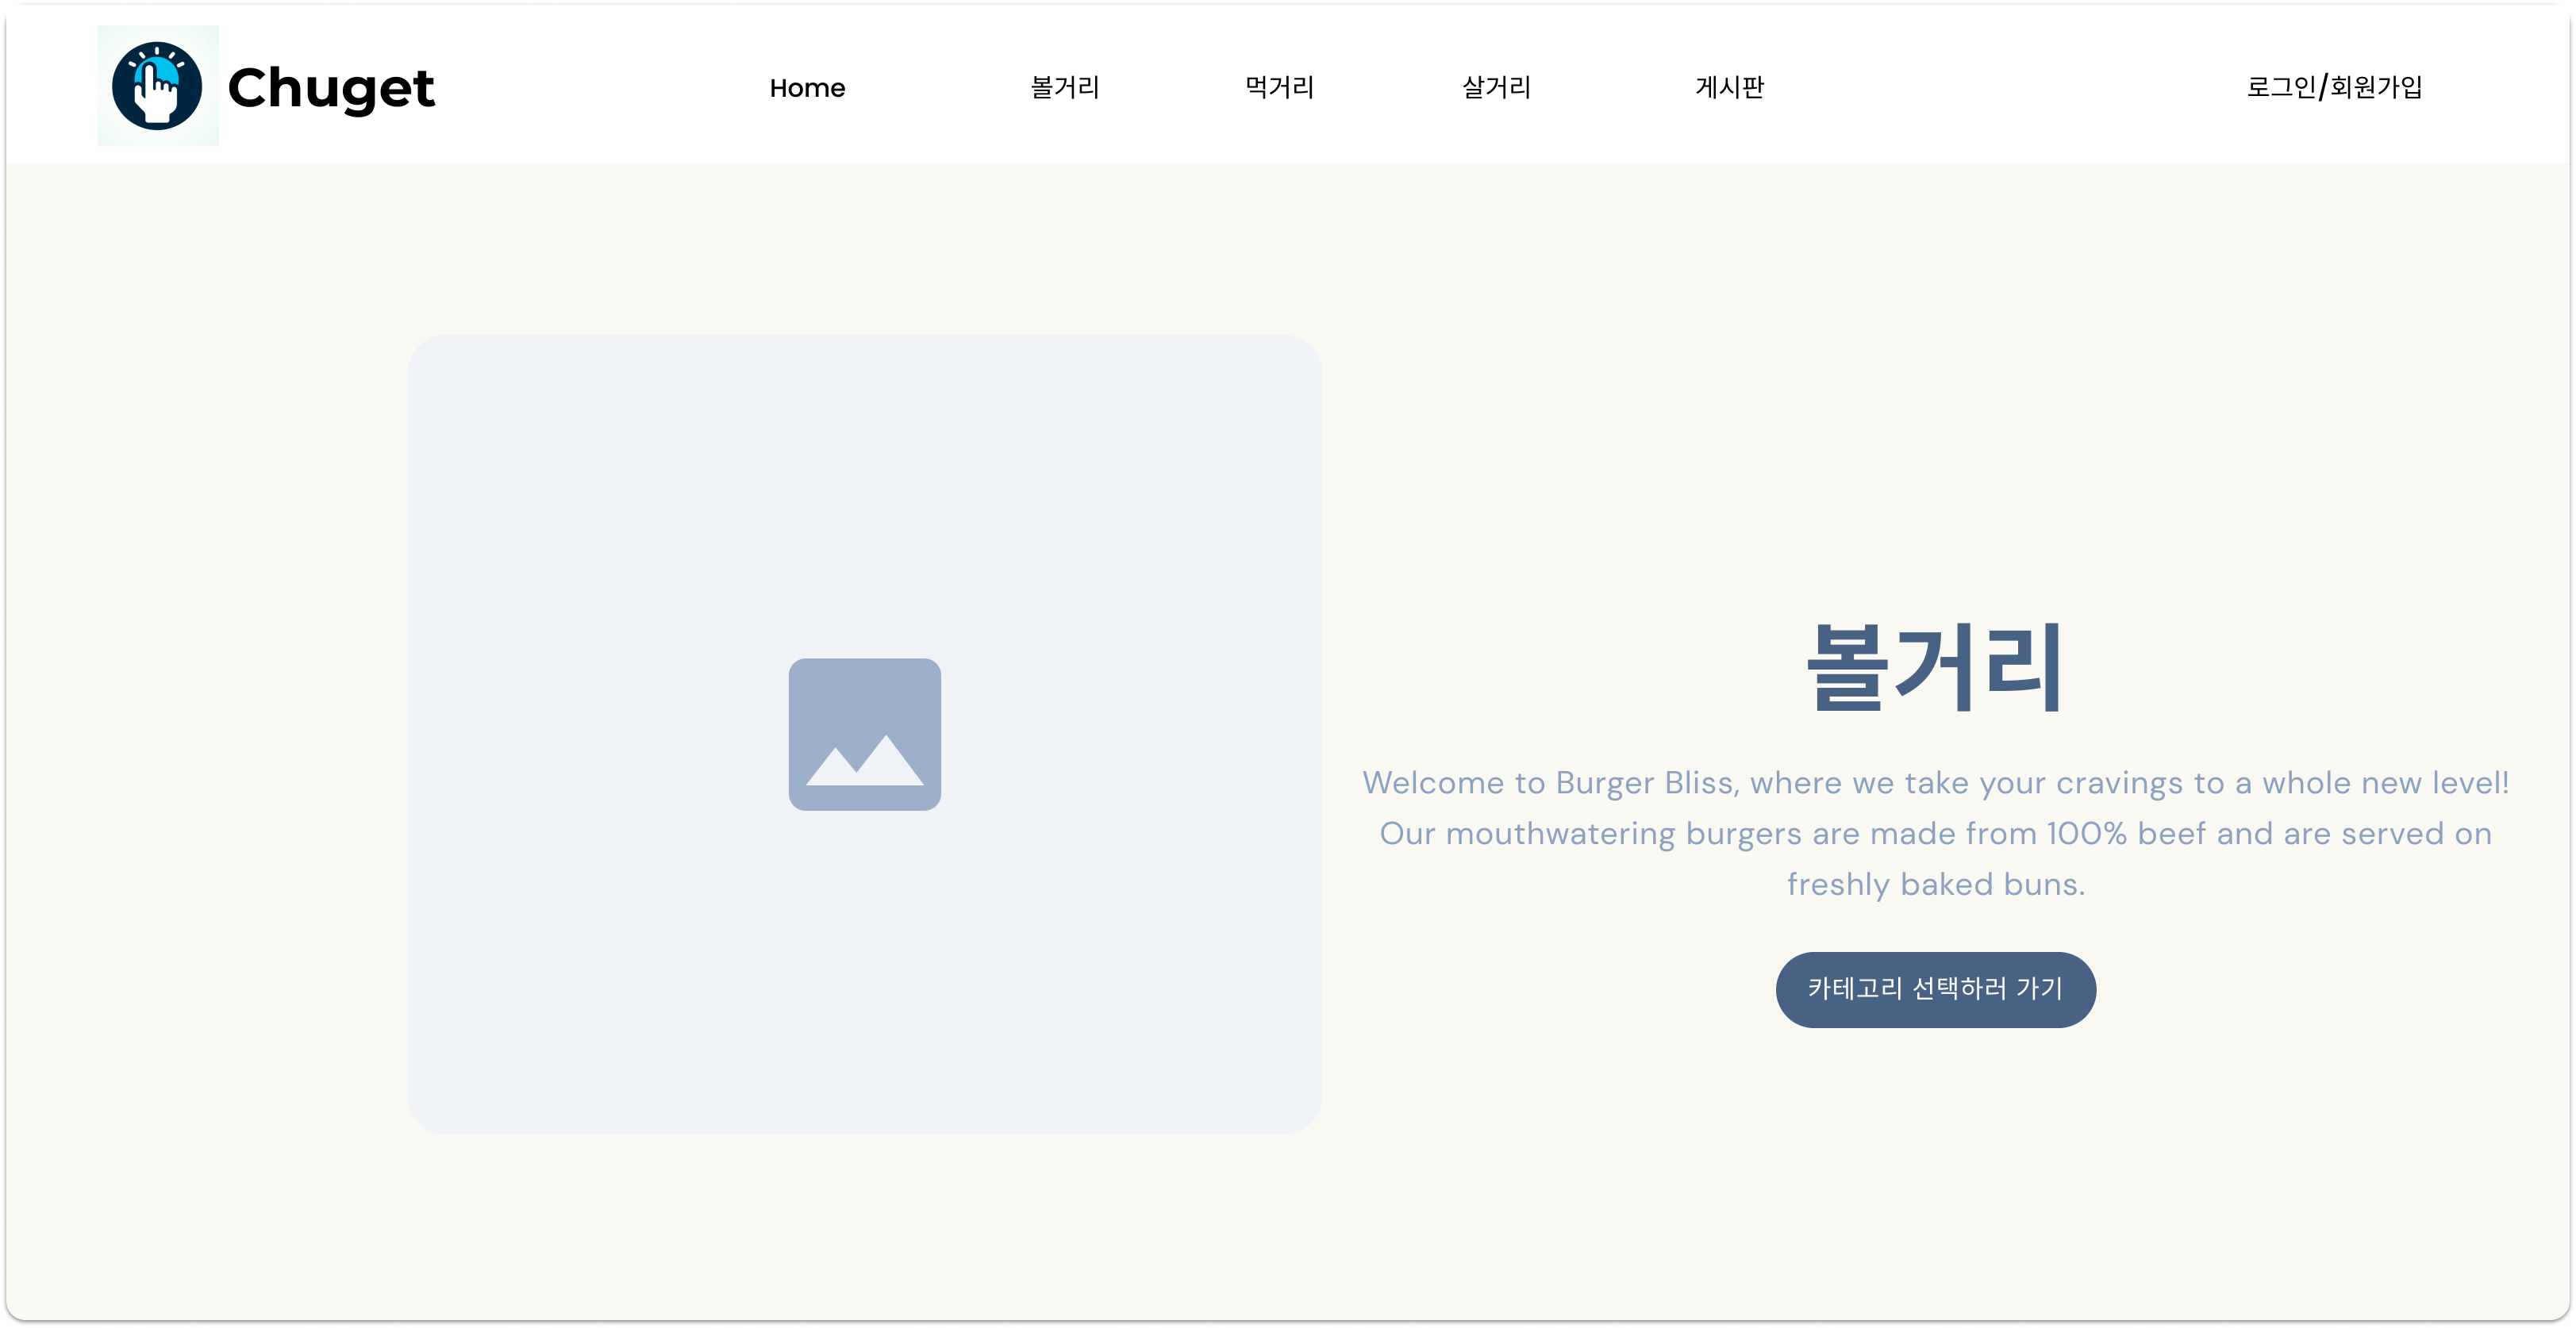 Chuget
Home
볼거리
먹거리
살거리
게시판
로그인/회원가입
볼거리
Welcome to Burger Bliss, where we take your cravings to a whole new level!
Our mouthwatering burgers are made from 100% beef and are served on
freshly baked buns.
카테고리 선택하러 가기